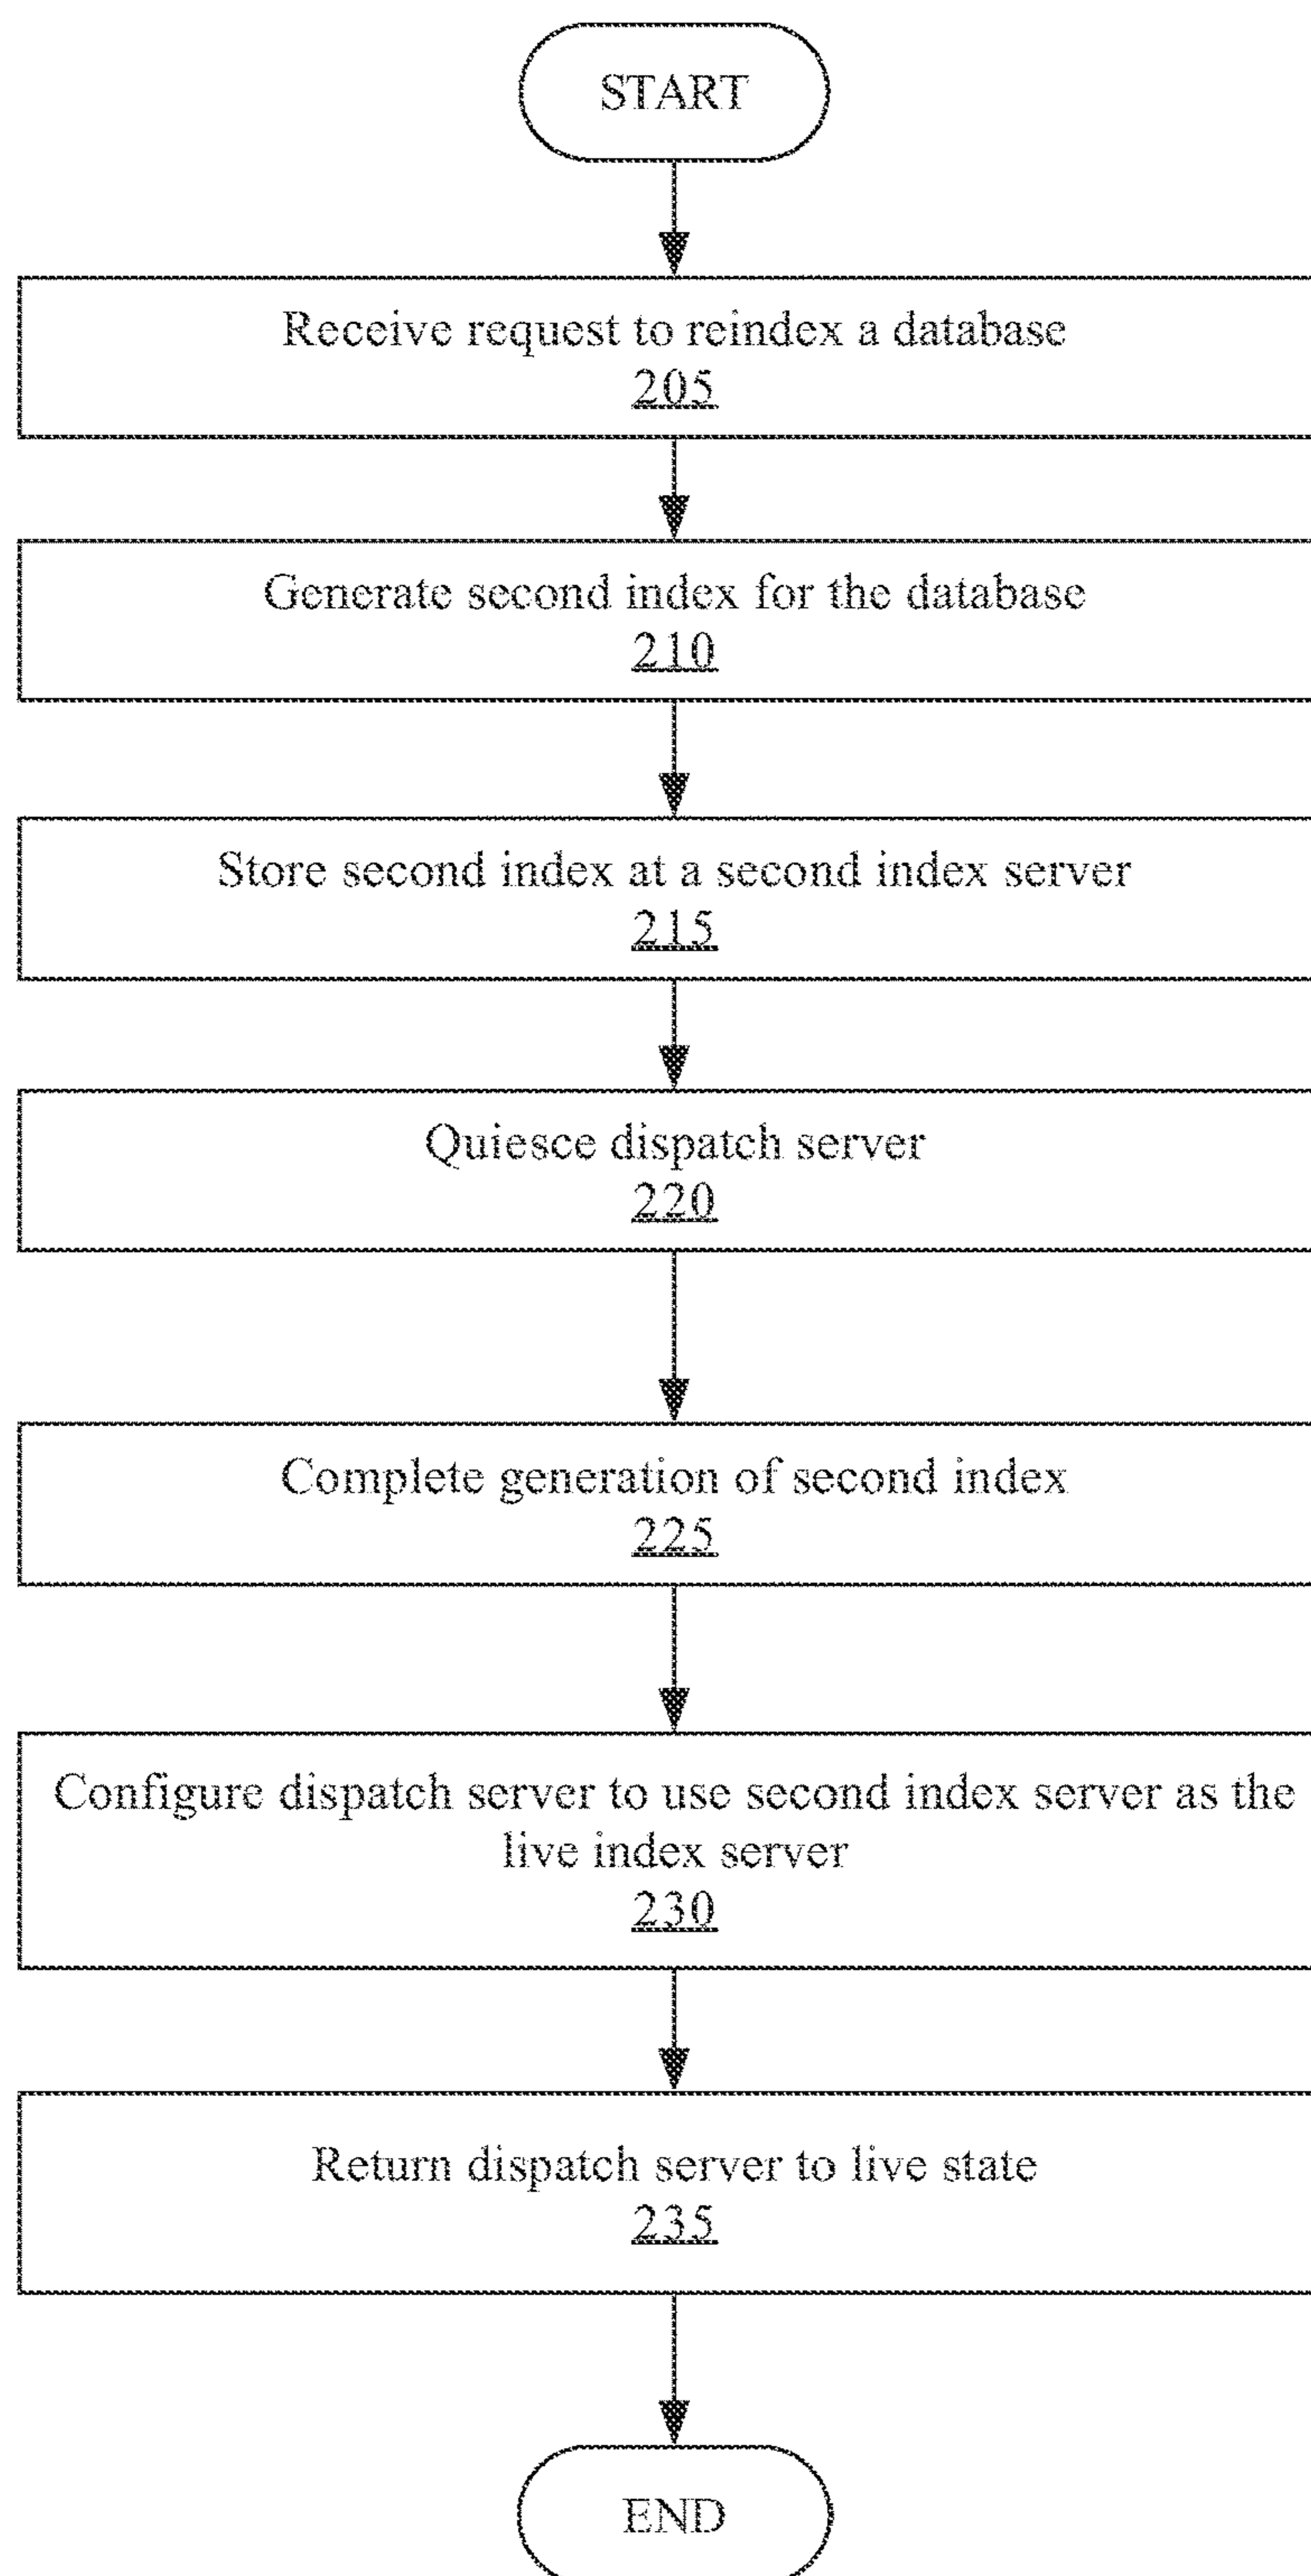 START
Receive request to reindex a database
205
Generate second index for the database
210
Store second index at a second index server
215
Quiesce dispatch server
220
Complete generation of second index
225
Configure dispatch server to use second index server as the
live index server
230
Return dispatch server to live state
235
END